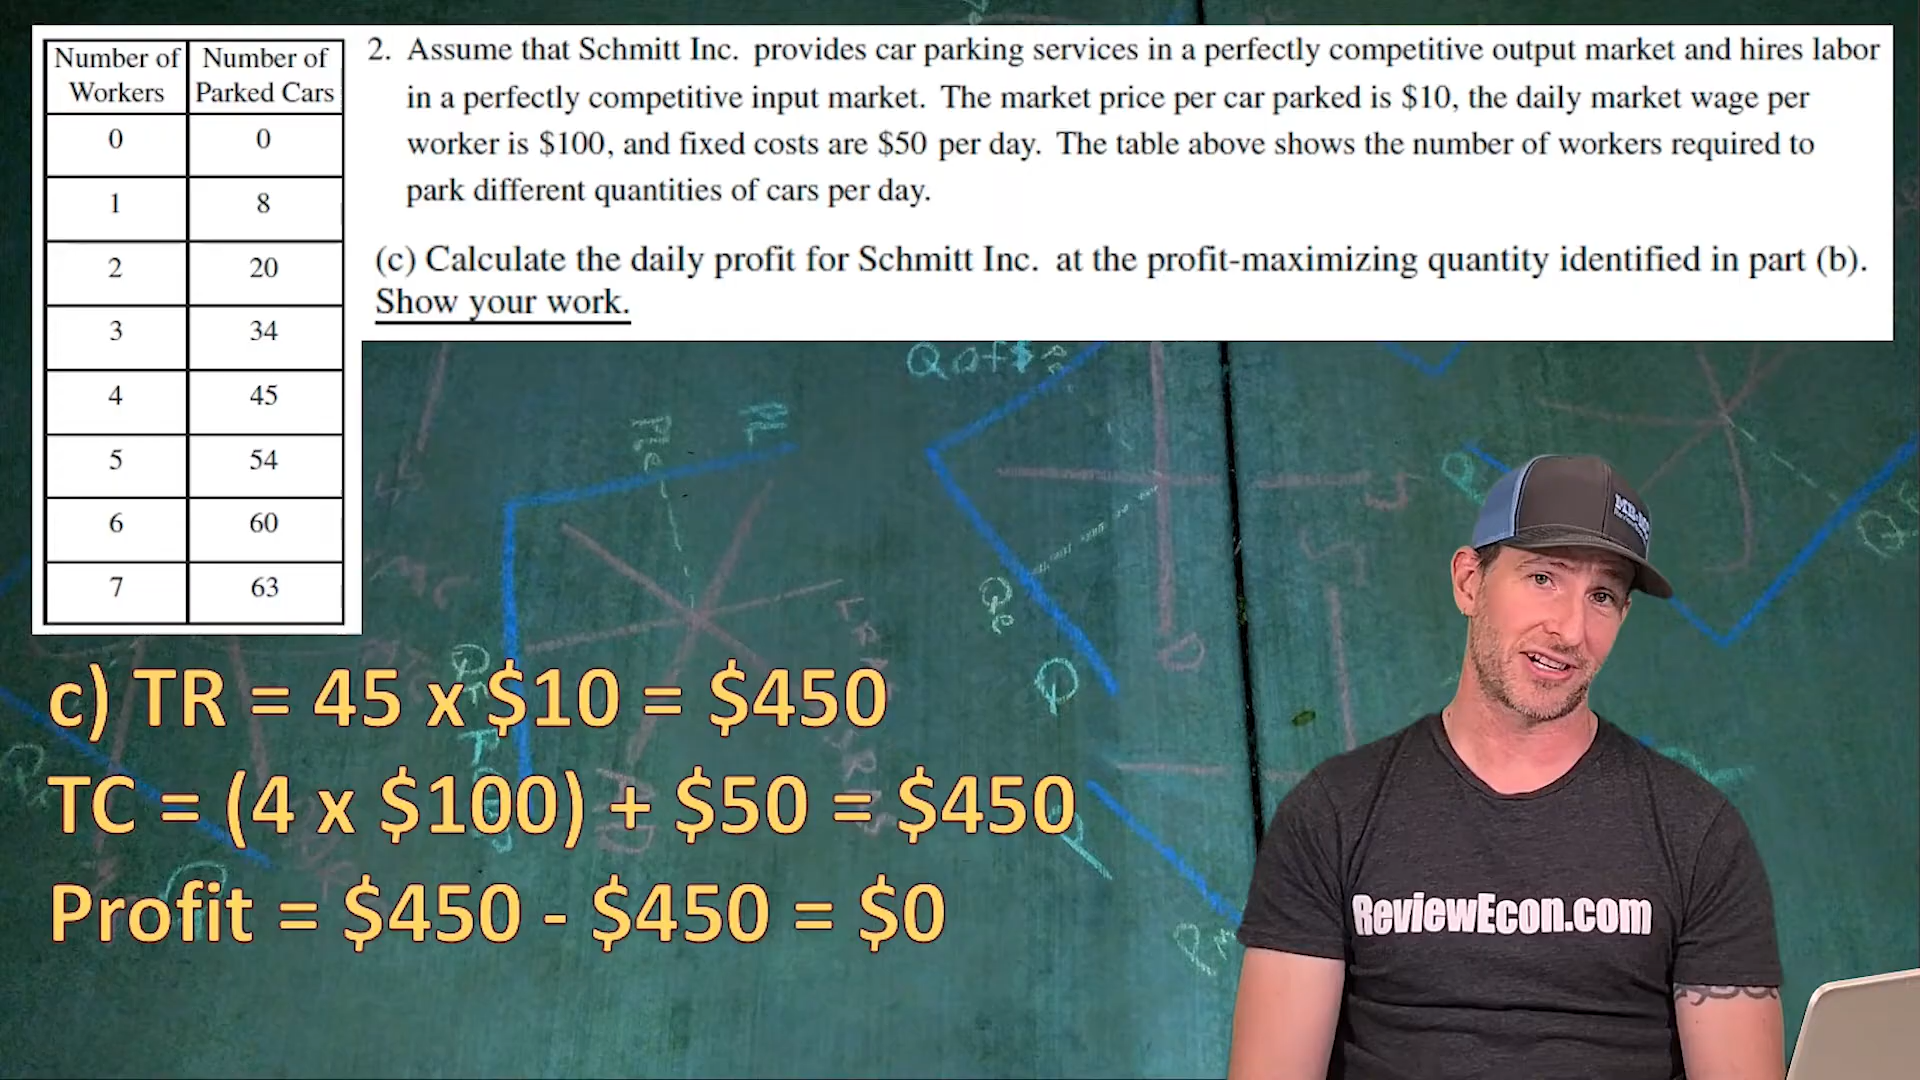 Number of Workers | Number of Parked Cars
0 | 0
1 | 8
2 | 20
3 | 34
4 | 45
5 | 54
6 | 60
7 | 63
2. Assume that Schmitt Inc. provides car parking services in a perfectly competitive output market and hires labor
in a perfectly competitive input market. The market price per car parked is $10, the daily market wage per
worker is $100, and fixed costs are $50 per day. The table above shows the number of workers required to
park different quantities of cars per day.
(c) Calculate the daily profit for Schmitt Inc. at the profit-maximizing quantity identified in part (b).
Show your work.
c) TR = 45 x $10 = $450
TC = (4 x $100) + $50 = $450
Profit = $450 - $450 = $0
ReviewEcon.com